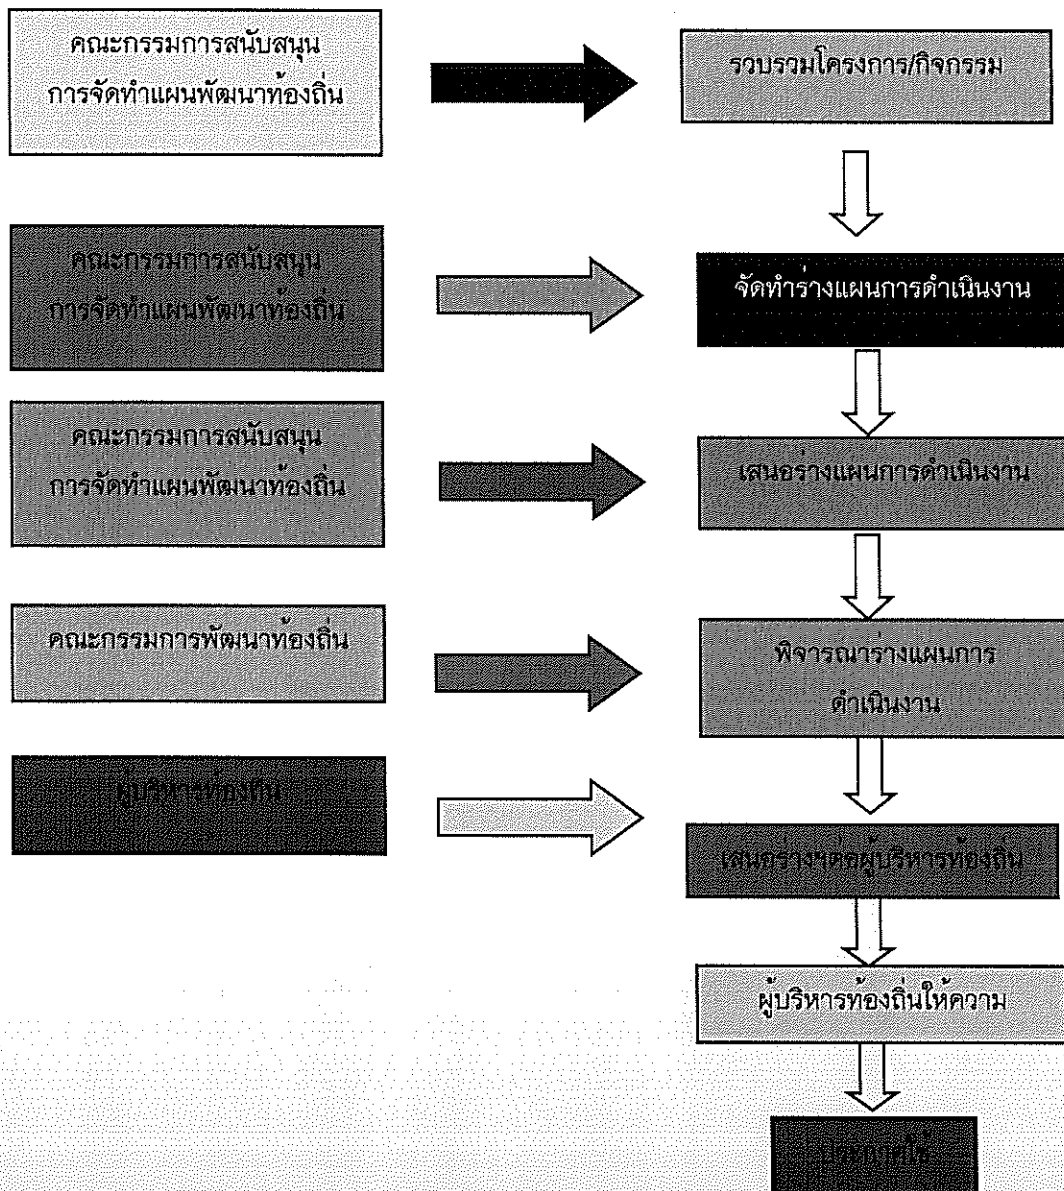 คณะกรรมการสนับสนุน
การจัดทำแผนพัฒนาท้องถิ่น
รวบรวมโครงการ/กิจกรรม
คณะกรรมการสนับสนุน
การจัดทำแผนพัฒนาท้องถิ่น
จัดทำร่างแผนการดำเนินงาน
คณะกรรมการสนับสนุน
การจัดทำแผนพัฒนาท้องถิ่น
เสนอร่างแผนการดำเนินงาน
คณะกรรมการพัฒนาท้องถิ่น
พิจารณาร่างแผนการ
ดำเนินงาน
ผู้บริหารท้องถิ่น
เสนอร่างฯต่อผู้บริหารท้องถิ่น
ผู้บริหารท้องถิ่นให้ความ
ประกาศใช้